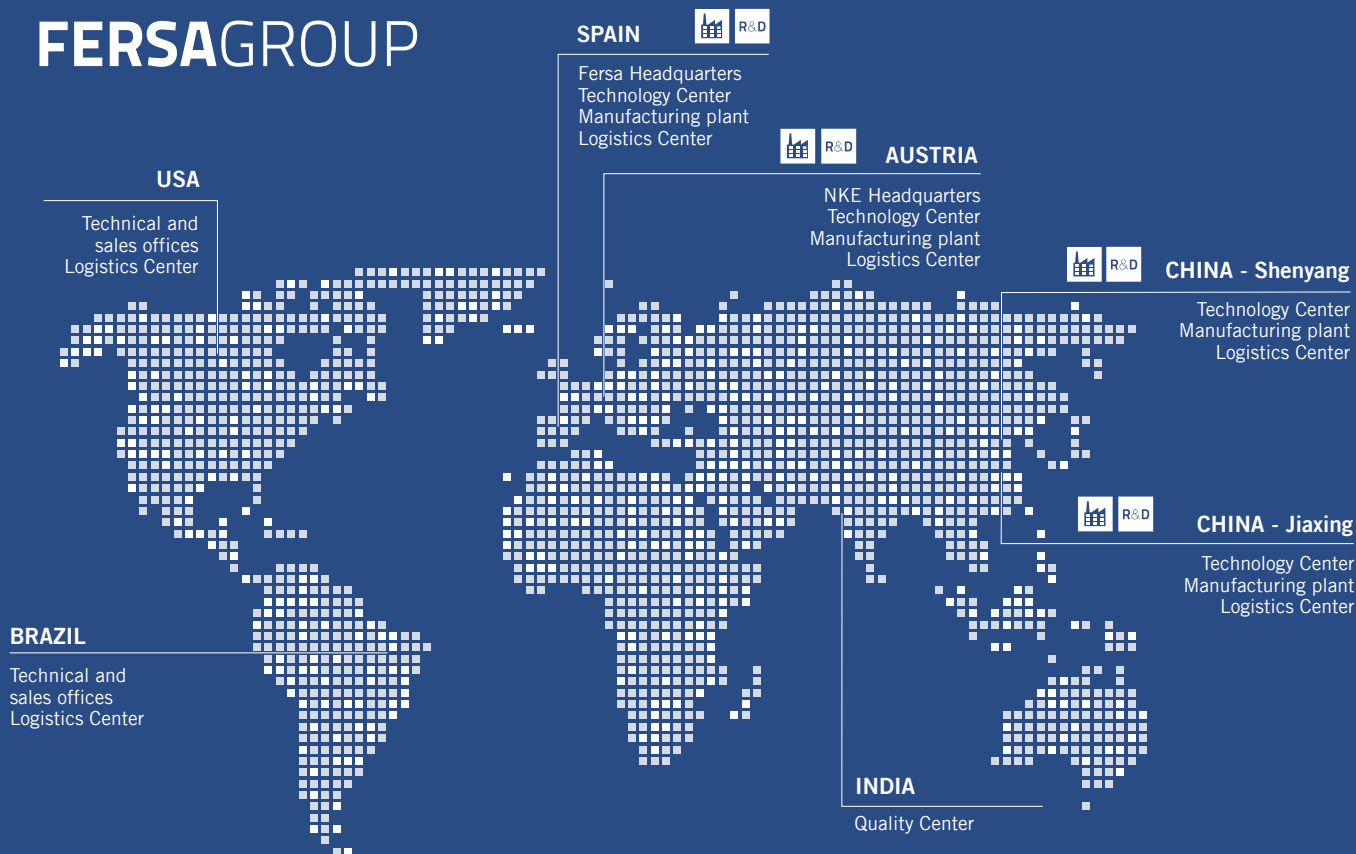 FERSAGROUP
SPAIN
R&D
Fersa Headquarters
Technology Center
Manufacturing plant
Logistics Center
R&D
AUSTRIA
NKE Headquarters
Technology Center
Manufacturing plant
Logistics Center
USA
Technical and
sales offices
Logistics Center
R&D
CHINA - Shenyang
Technology Center
Manufacturing plant
Logistics Center
R&D
CHINA - Jiaxing
Technology Center
Manufacturing plant
Logistics Center
BRAZIL
Technical and
sales offices
Logistics Center
INDIA
Quality Center